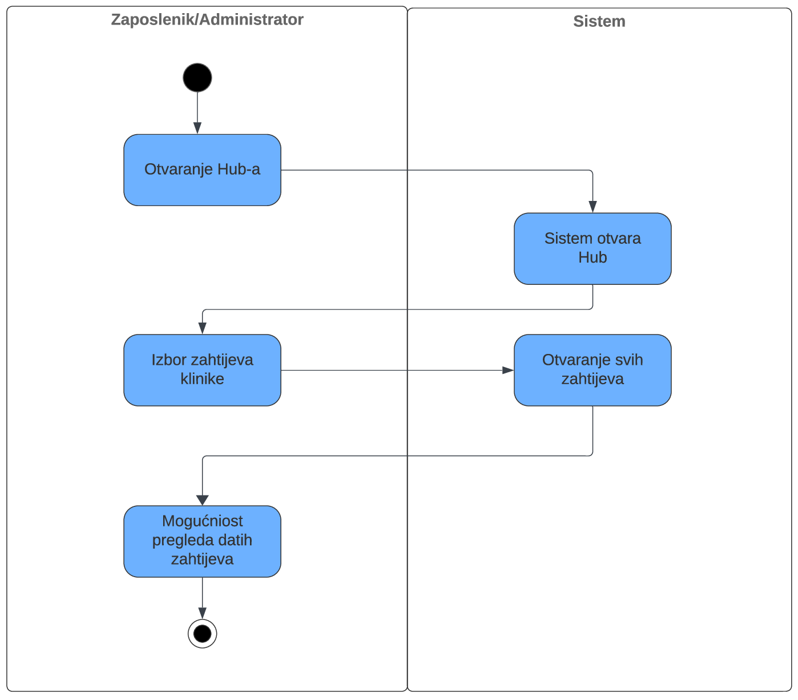 Zaposlenik/Administrator
Sistem
Otvaranje Hub-a
Sistem otvara
Hub
Izbor zahtijeva
klinike
Otvaranje svih
zahtijeva
Mogućniost
pregleda datih
zahtijeva